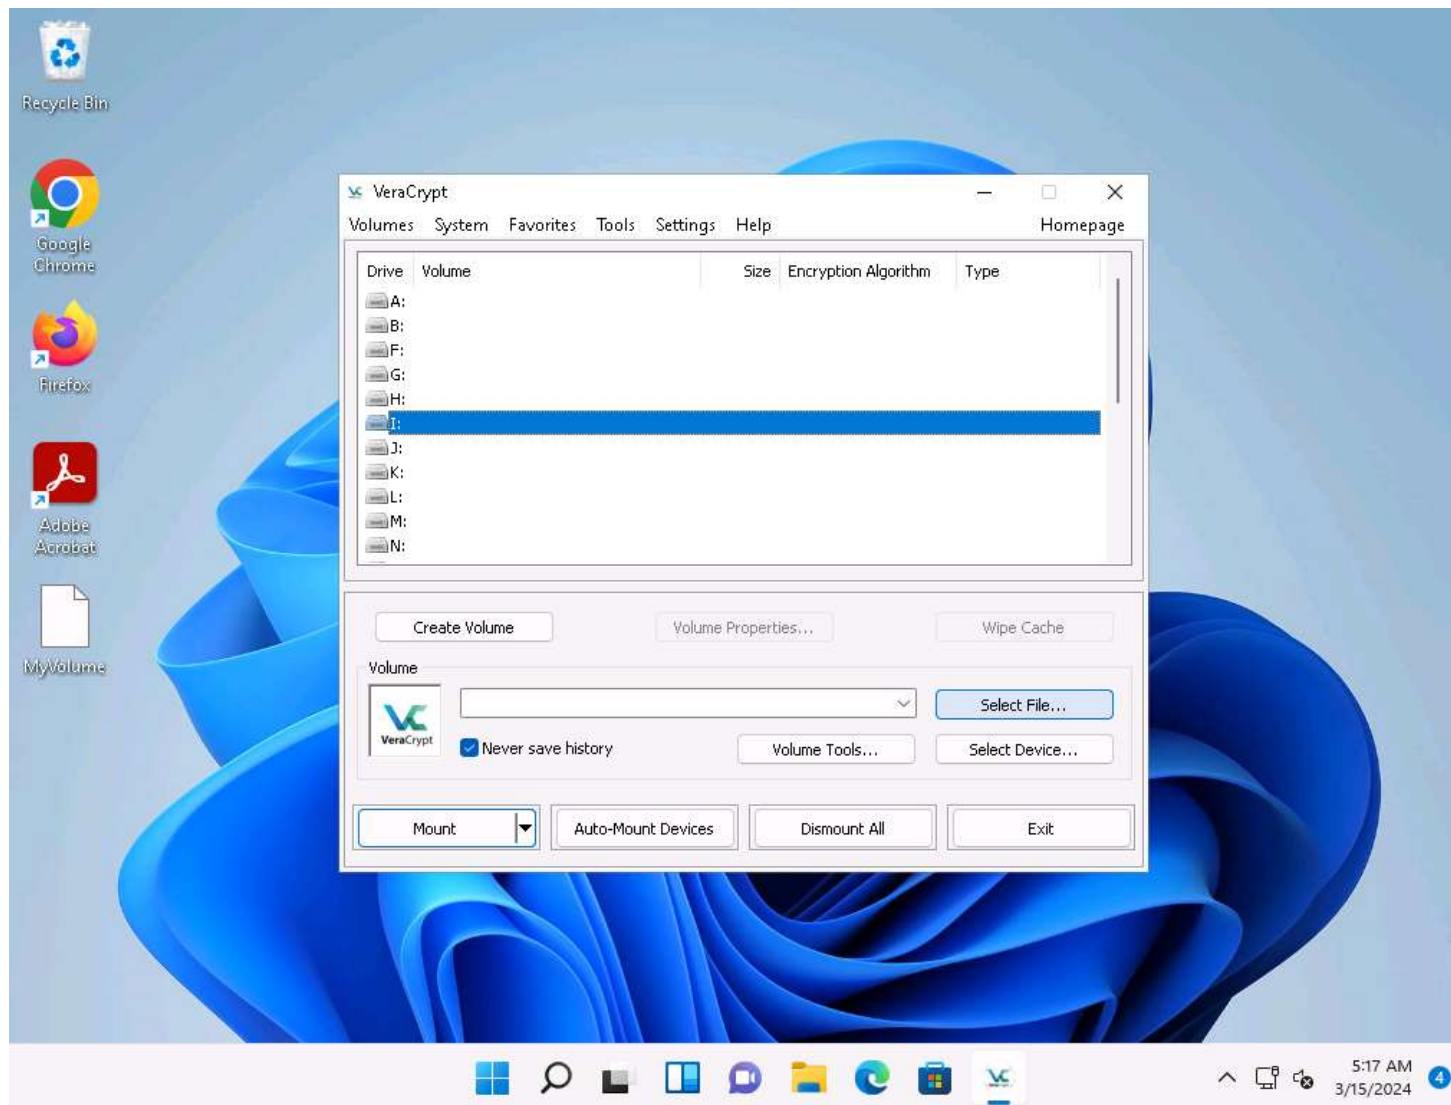 Recycle Bin
Google
Chrome
Firefox
Adobe
Acrobat
MyVolume
VeraCrypt
Volumes System Favorites Tools Settings Help Homepage
Drive Volume Size Encryption Algorithm Type
A:
B:
F:
G:
H:
I:
J:
K:
L:
M:
N:
Create Volume Volume Properties... Wipe Cache
Volume
VeraCrypt
Select File...
Never save history Volume Tools... Select Device...
Mount Auto-Mount Devices Dismount All Exit
5:17 AM
3/15/2024
4